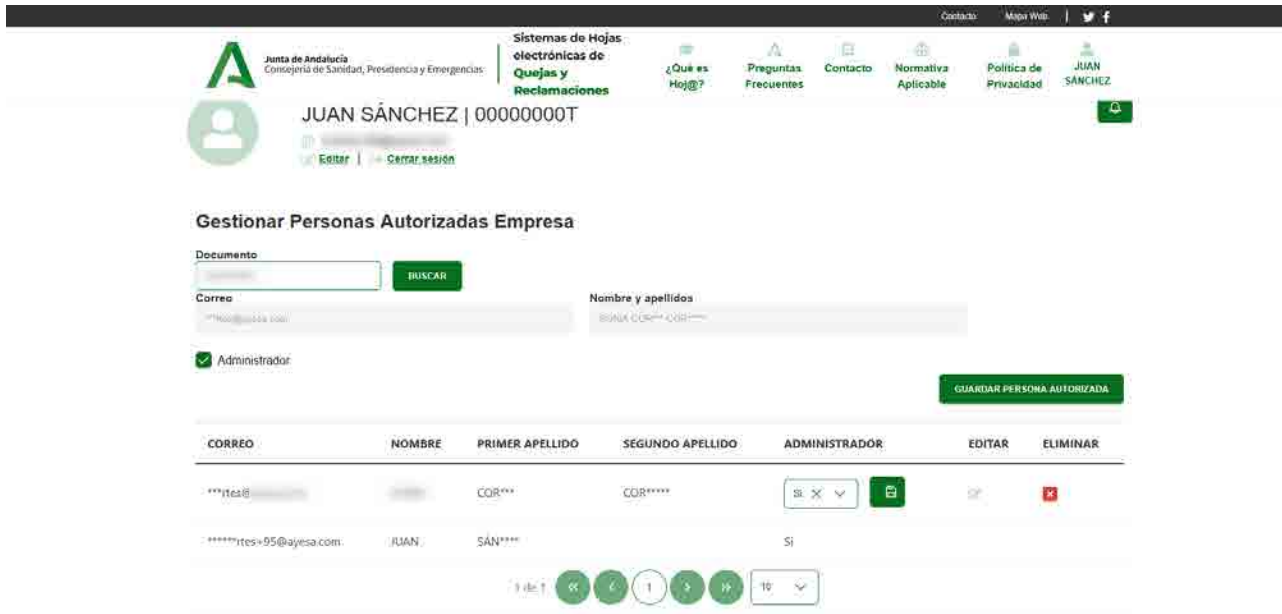 Contacto Mapa Web
Junta de Andalucía
Consejería de Sanidad, Presidencia y Emergencias
Sistemas de Hojas
electrónicas de
Quejas y
Reclamaciones
¿Qué es
Hoj@?
Preguntas
Frecuentes
Contacto
Normativa
Aplicable
Política de
Privacidad
JUAN
SÁNCHEZ
JUAN SÁNCHEZ | 00000000T
Editar | Cerrar sesión
Gestionar Personas Autorizadas Empresa
Documento
BUSCAR
Correo Nombre y apellidos
COR*** COR*****
Administrador
GUARDAR PERSONA AUTORIZADA
CORREO NOMBRE PRIMER APELLIDO SEGUNDO APELLIDO ADMINISTRADOR EDITAR ELIMINAR
***rtes@ COR*** COR***** Si
******rtes+95@ayesa.com JUAN SÁN**** Si
1 de 1 « ‹ 1 › » 10